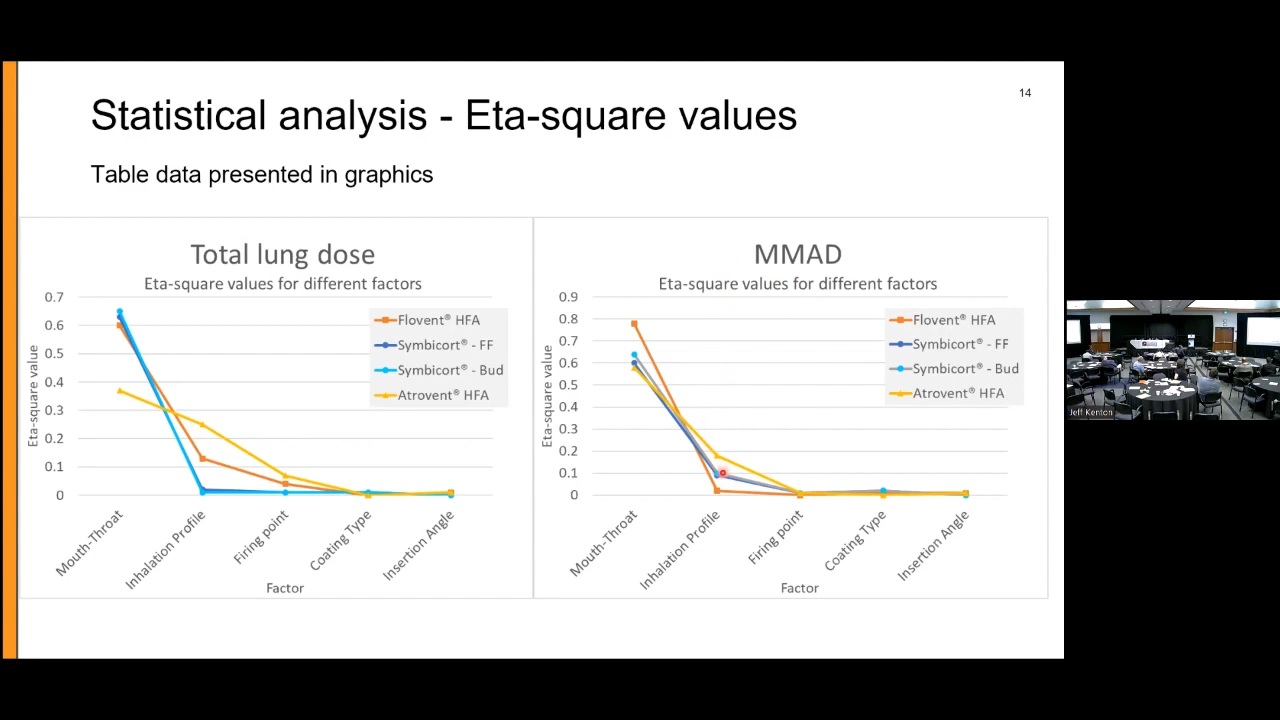 14
Statistical analysis - Eta-square values
Table data presented in graphics
Total lung dose
Eta-square values for different factors
0.7
0.6
0.5
0.4
0.3
0.2
0.1
0
Eta-square value
Flovent® HFA
Symbicort® - FF
Symbicort® - Bud
Atrovent® HFA
Mouth-Throat
Inhalation Profile
Firing point
Coating Type
Insertion Angle
Factor
MMAD
Eta-square values for different factors
0.9
0.8
0.7
0.6
0.5
0.4
0.3
0.2
0.1
0
Eta-square value
Flovent® HFA
Symbicort® - FF
Symbicort® - Bud
Atrovent® HFA
Mouth-Throat
Inhalation Profile
Firing point
Coating Type
Insertion Angle
Factor
Jeff Kenton